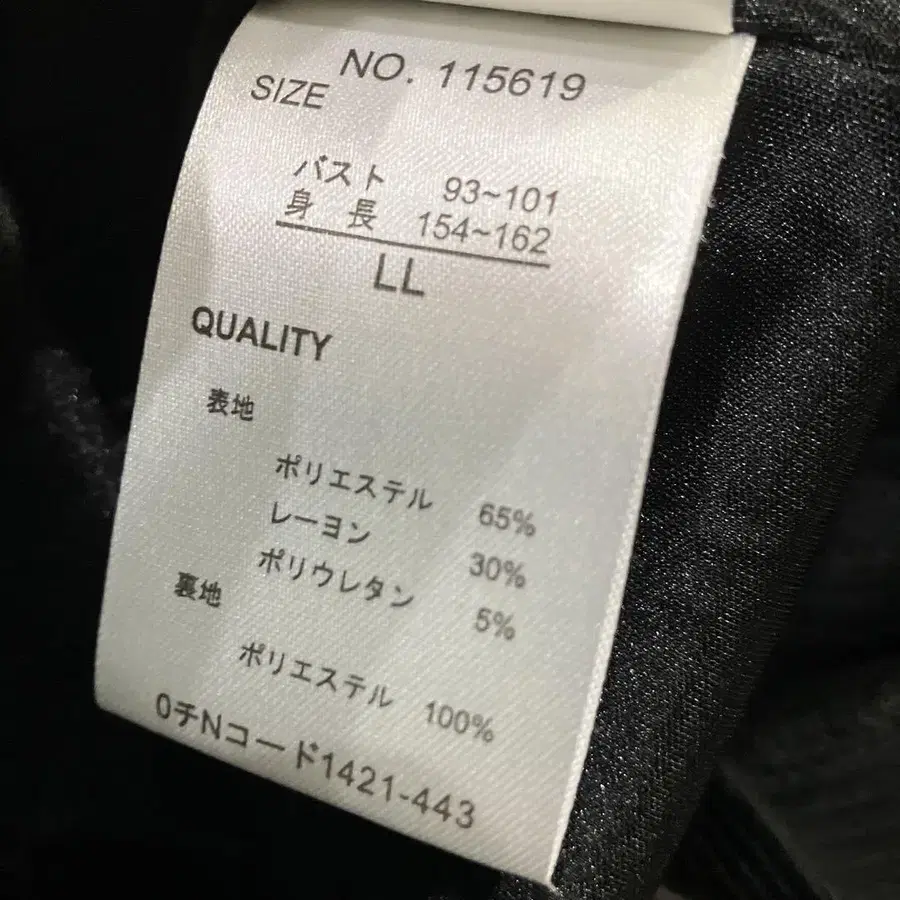 NO. 115619
SIZE
バスト 93~101
身 長 154~162
LL
QUALITY
表地
ポリエステル 65%
レーヨン 30%
ポリウレタン 5%
裏地
ポリエステル 100%
0チNコード1421-443